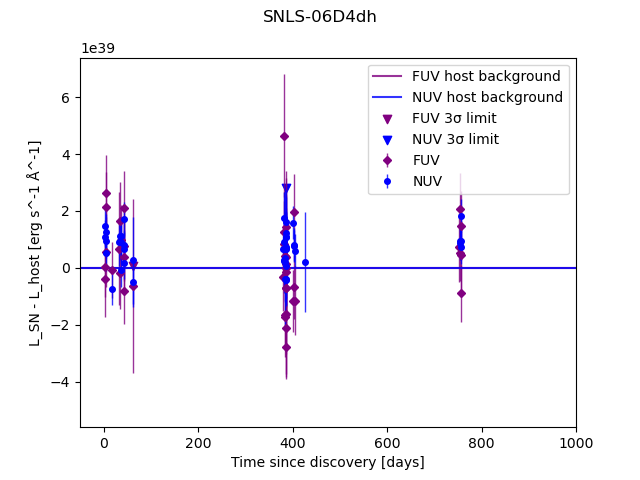 SNLS-06D4dh
1e39
FUV host background
NUV host background
FUV 3σ limit
NUV 3σ limit
FUV
NUV
6
4
2
0
−2
−4
L_SN - L_host [erg s^-1 Å^-1]
0 200 400 600 800 1000
Time since discovery [days]